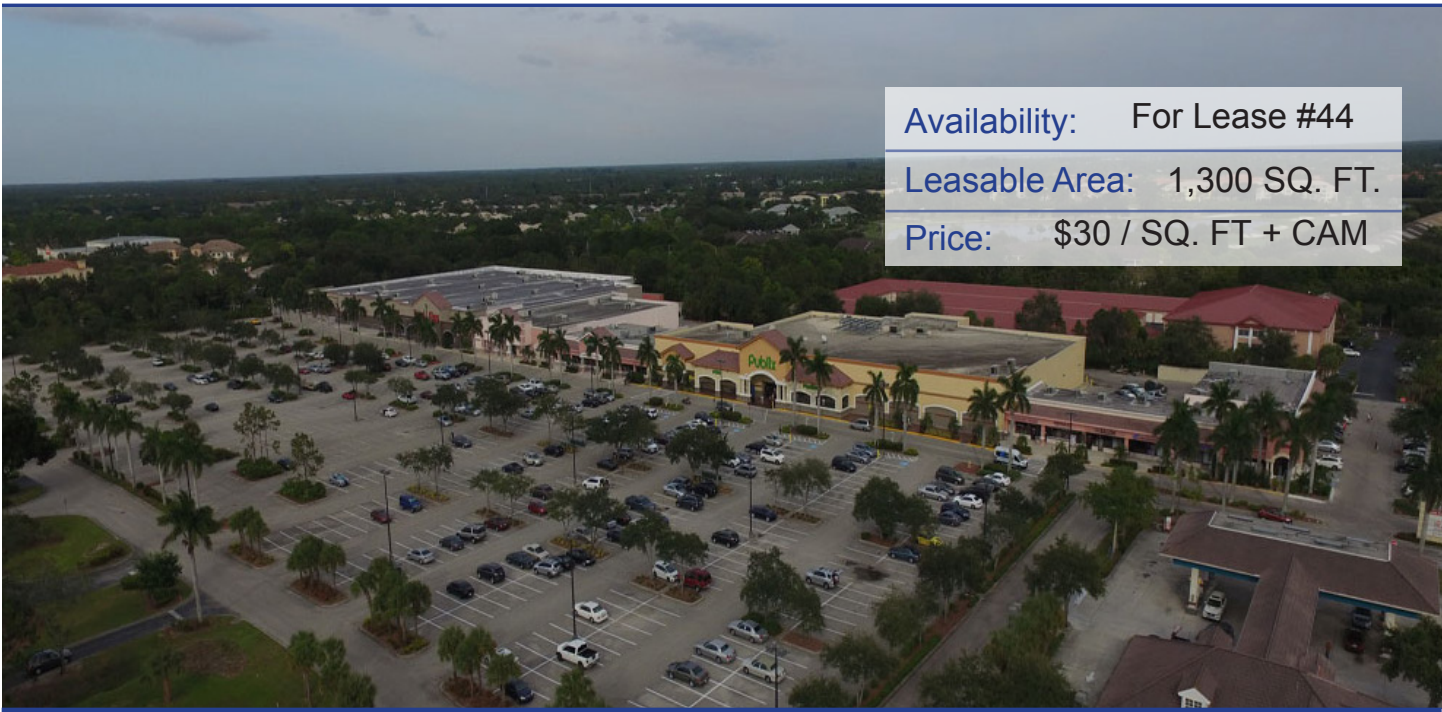 Availability: For Lease #44
Leasable Area: 1,300 SQ. FT.
Price: $30 / SQ. FT + CAM
Publix